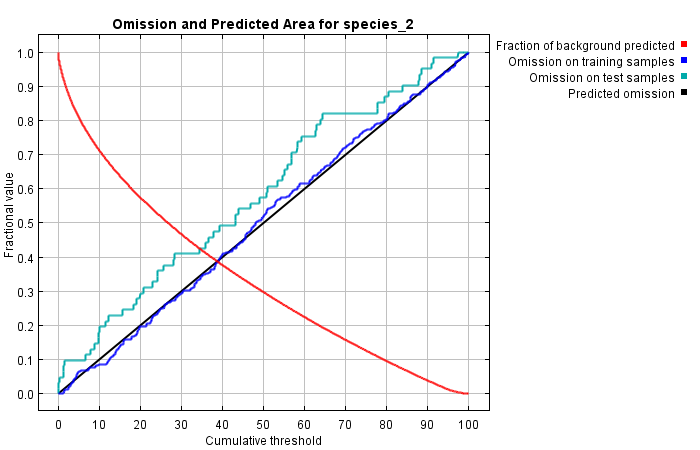 Omission and Predicted Area for species_2
Fraction of background predicted
Omission on training samples
Omission on test samples
Predicted omission
Fractional value
1.0
0.9
0.8
0.7
0.6
0.5
0.4
0.3
0.2
0.1
0.0
0 10 20 30 40 50 60 70 80 90 100
Cumulative threshold